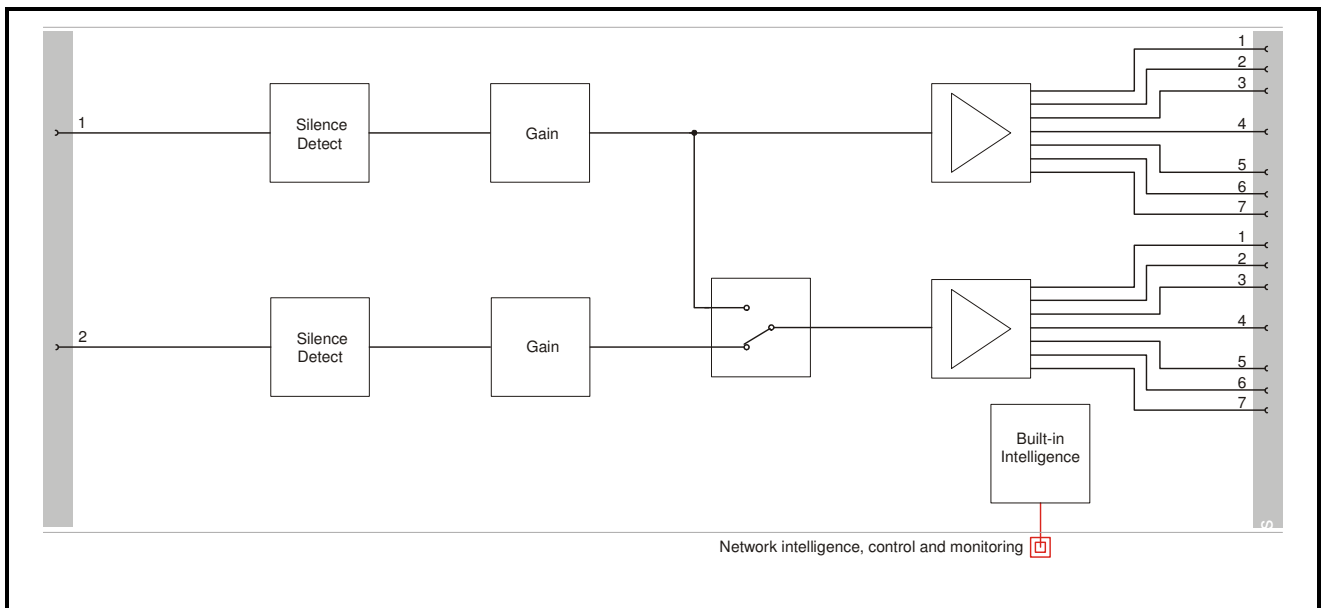 1
Silence
Detect
Gain
1
2
3
4
5
6
7
2
Silence
Detect
Gain
1
2
3
4
5
6
7
Built-in
Intelligence
S
Network intelligence, control and monitoring